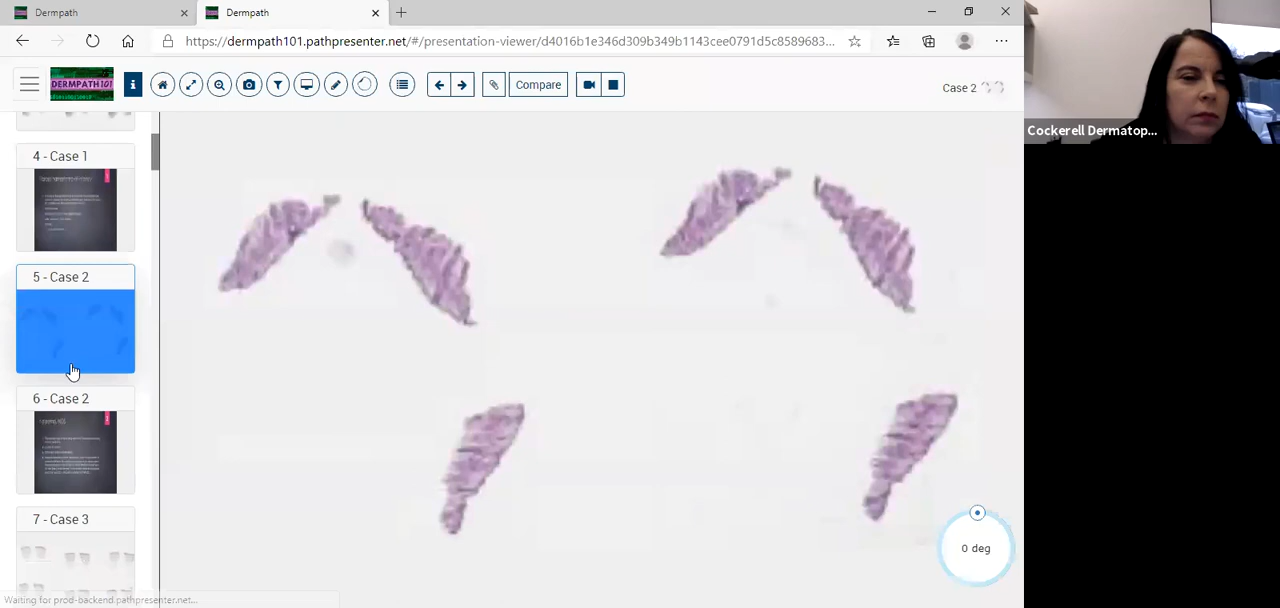 Dermpath
Dermpath
https://dermpath101.pathpresenter.net/#/presentation-viewer/d4016b1e346d309b349b1143cee0791d5c8589683...
DERMPATH 101
Compare
Case 2
Cockerell Dermatop...
4 - Case 1
5 - Case 2
6 - Case 2
7 - Case 3
0 deg
Waiting for prod-backend.pathpresenter.net...